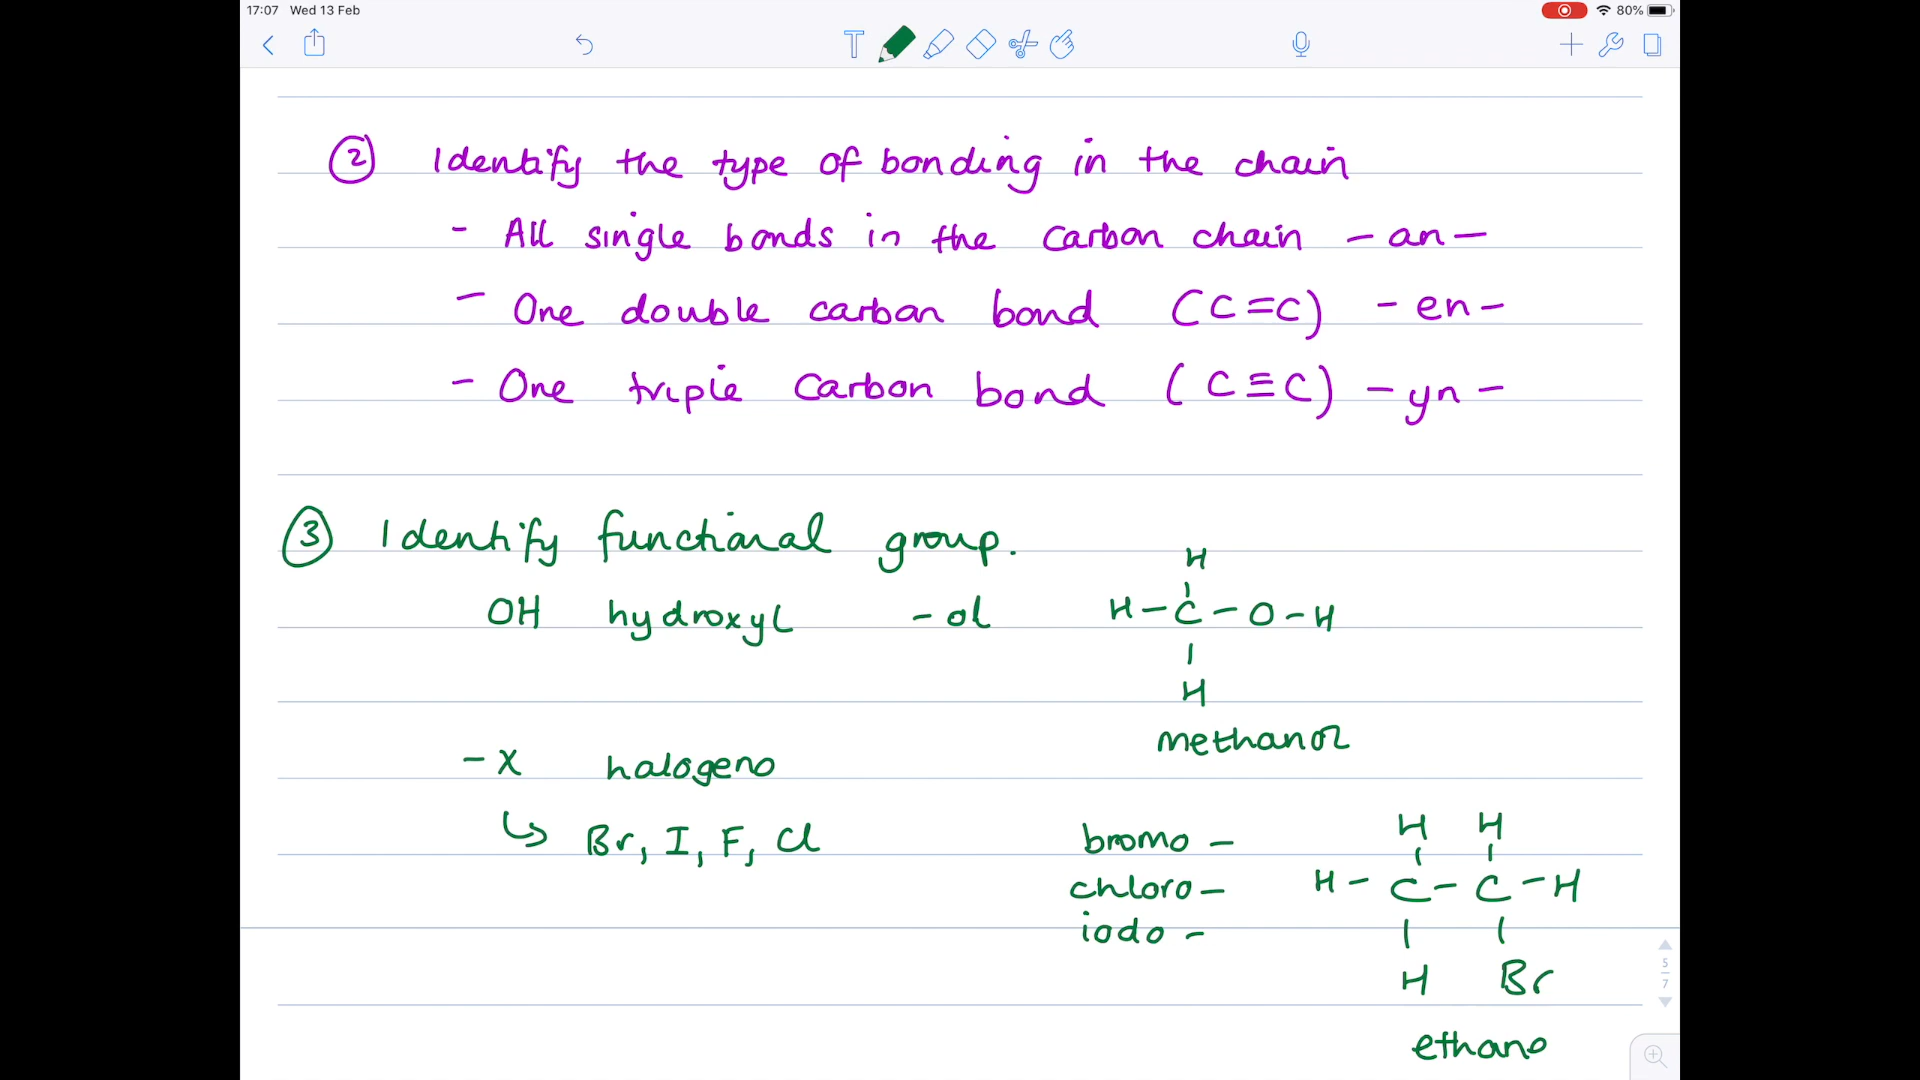 17:07 Wed 13 Feb
80%
T
② Identify the type of bonding in the chain
- All single bonds in the carbon chain - an -
- One double carbon bond (C=C) - en -
- One triple carbon bond (C≡C) - yn -
③ Identify functional group.
OH hydroxyl - ol
H
H - C - O - H
H
methanol
- X halogeno
↳ Br, I, F, Cl
bromo -
chloro -
iodo -
H H
H - C - C - H
H Br
ethano
5
7